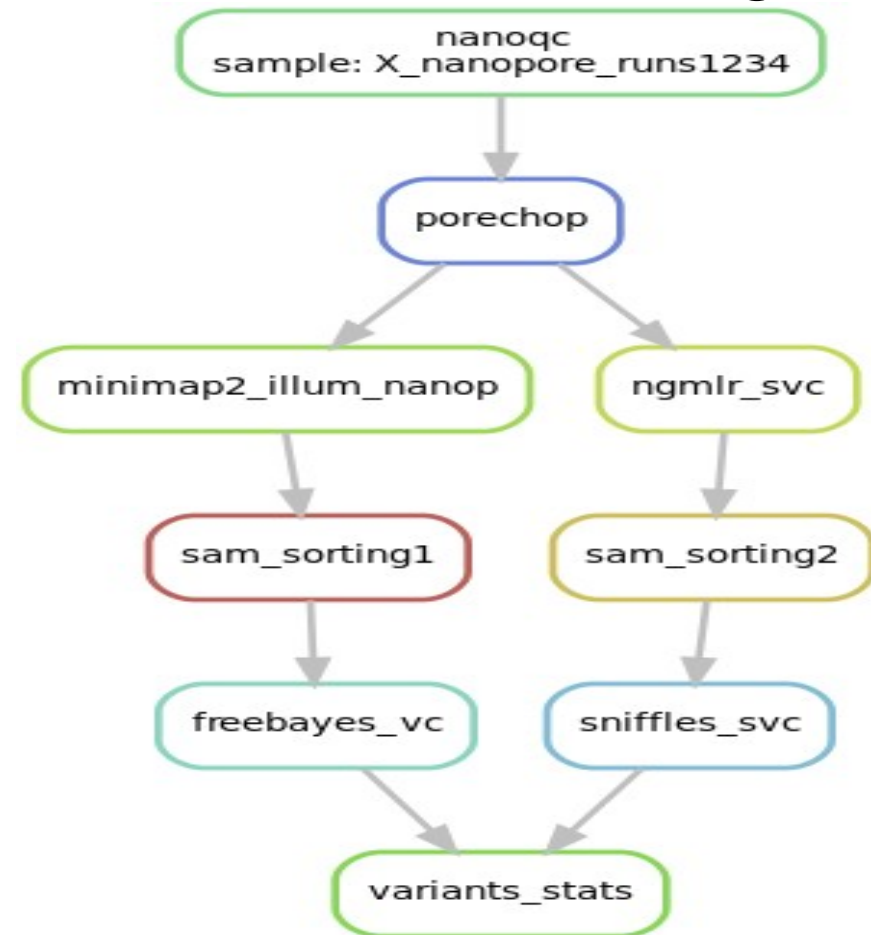 nanoqc
sample: X_nanopore_runs1234
porechop
minimap2_illum_nanop
ngmlr_svc
sam_sorting1
sam_sorting2
freebayes_vc
sniffles_svc
variants_stats